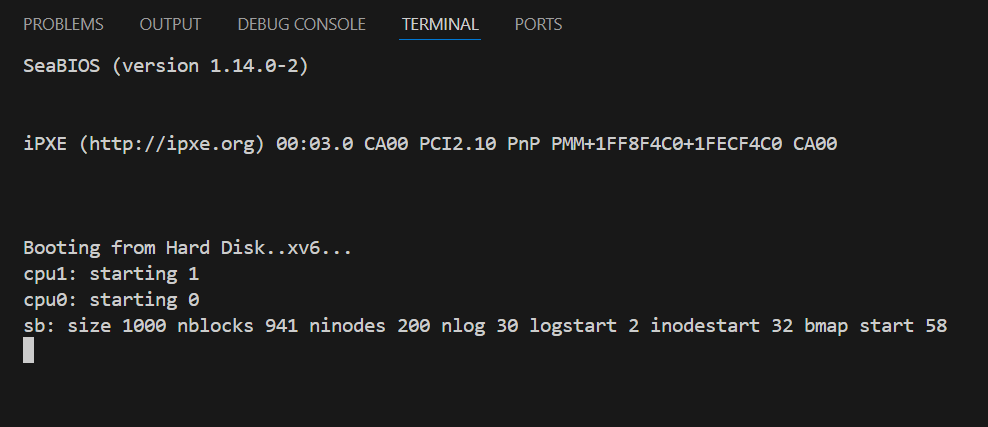 PROBLEMS OUTPUT DEBUG CONSOLE TERMINAL PORTS
SeaBIOS (version 1.14.0-2)
iPXE (http://ipxe.org) 00:03.0 CA00 PCI2.10 PnP PMM+1FF8F4C0+1FECF4C0 CA00
Booting from Hard Disk..xv6...
cpu1: starting 1
cpu0: starting 0
sb: size 1000 nblocks 941 ninodes 200 nlog 30 logstart 2 inodestart 32 bmap start 58